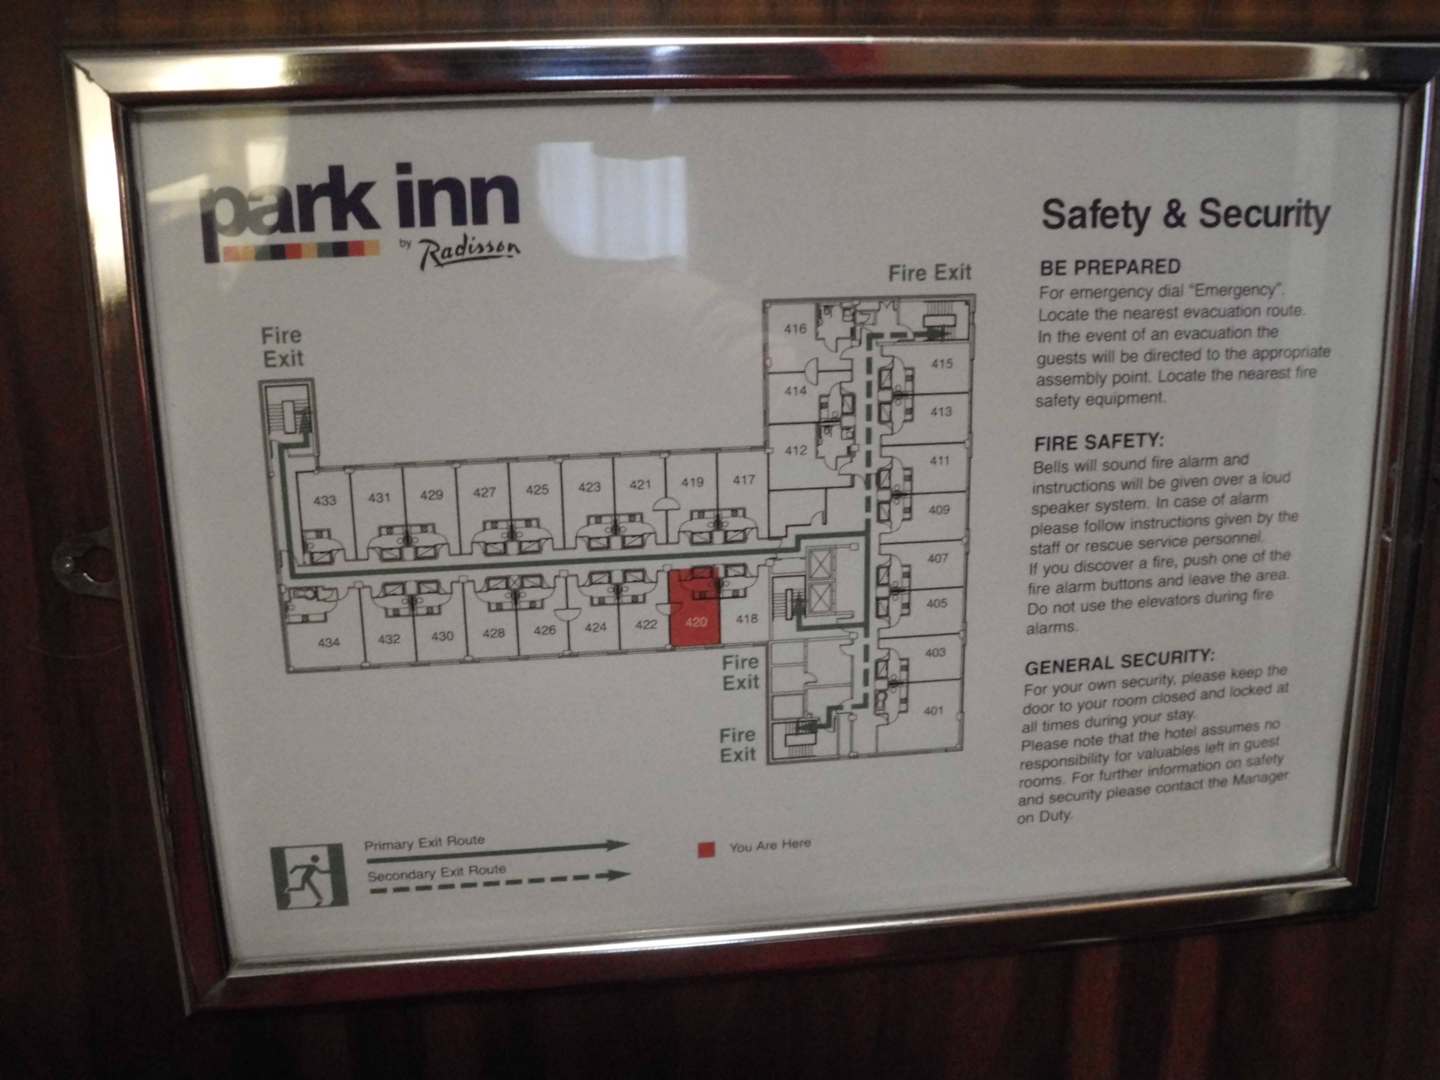 park inn
by Radisson
Safety & Security
BE PREPARED
For emergency dial “Emergency”.
Locate the nearest evacuation route.
In the event of an evacuation the
guests will be directed to the appropriate
assembly point. Locate the nearest fire
safety equipment.
FIRE SAFETY:
Bells will sound fire alarm and
instructions will be given over a loud
speaker system. In case of alarm
please follow instructions given by the
staff or rescue service personnel.
If you discover a fire, push one of the
fire alarm buttons and leave the area.
Do not use the elevators during fire
alarms.
GENERAL SECURITY:
For your own security, please keep the
door to your room closed and locked at
all times during your stay.
Please note that the hotel assumes no
responsibility for valuables left in guest
rooms. For further information on safety
and security please contact the Manager
on Duty.
Fire Exit
Fire
Exit
416
415
414
413
412
411
409
407
405
403
401
433 431 429 427 425 423 421 419 417
434 432 430 428 426 424 422 420 418
Fire
Exit
Fire
Exit
Primary Exit Route
Secondary Exit Route
You Are Here